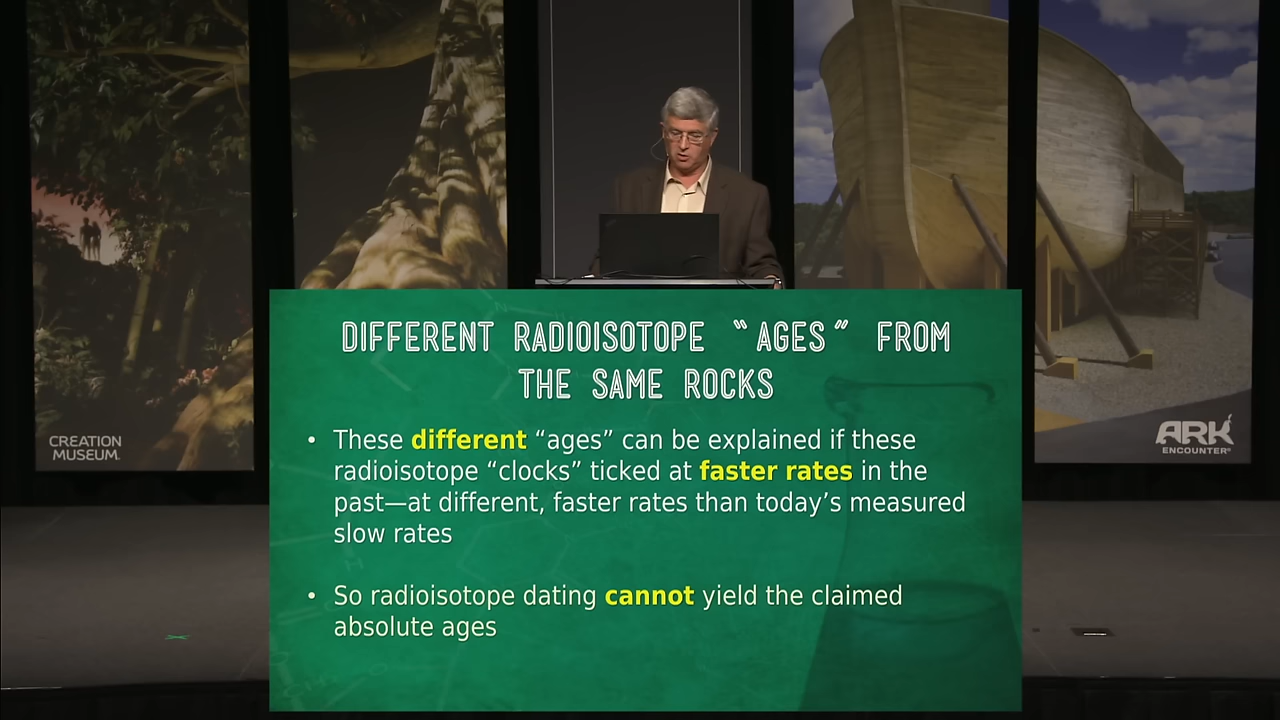 DIFFERENT RADIOISOTOPE “AGES” FROM
THE SAME ROCKS
• These different “ages” can be explained if these
radioisotope “clocks” ticked at faster rates in the
past—at different, faster rates than today’s measured
slow rates
• So radioisotope dating cannot yield the claimed
absolute ages
CREATION
MUSEUM.
ARK
ENCOUNTER®